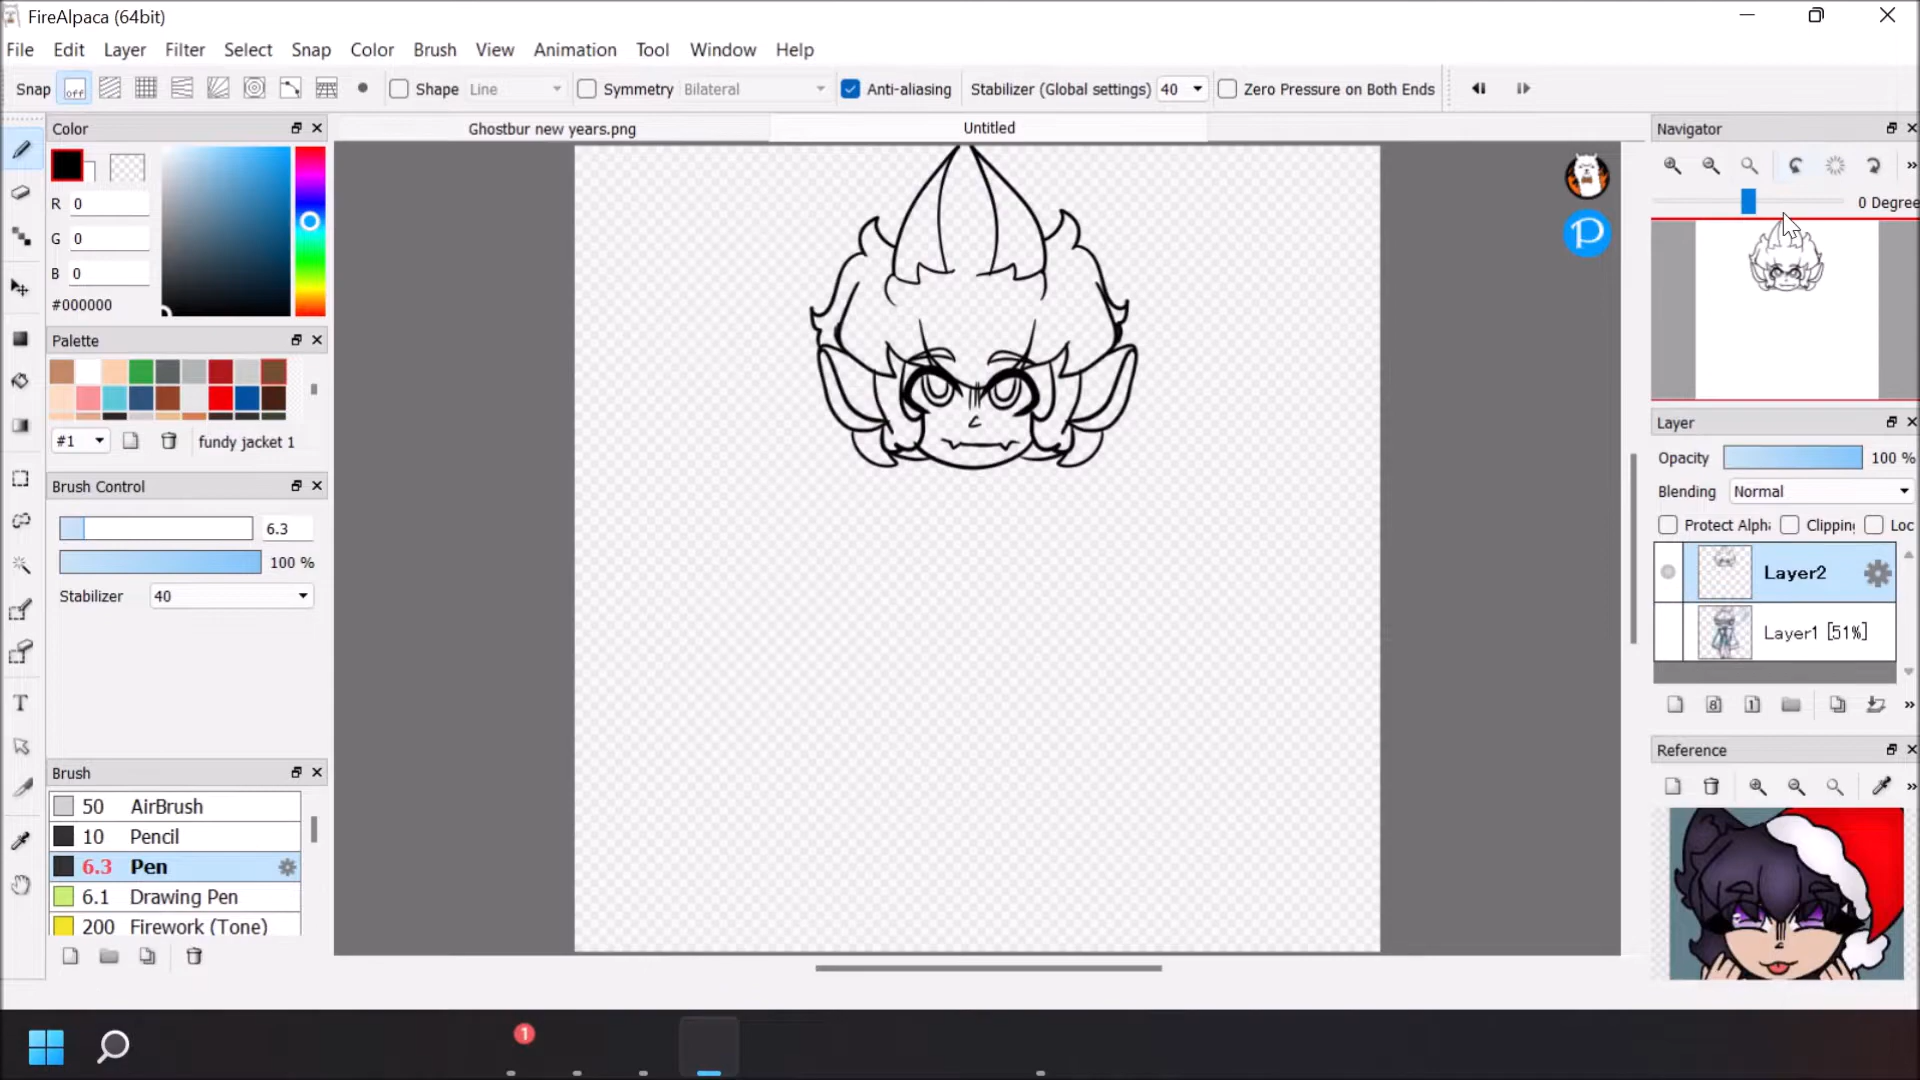 FireAlpaca (64bit)
File Edit Layer Filter Select Snap Color Brush View Animation Tool Window Help
Snap off Shape Line Symmetry Bilateral Anti-aliasing Stabilizer (Global settings) 40 Zero Pressure on Both Ends
Color
Ghostbur new years.png
Untitled
Navigator
R 0
G 0
B 0
#000000
0 Degree
P
Palette
#1 fundy jacket 1
Layer
Opacity 100 %
Blending Normal
Protect Alph Clippin Loc
Brush Control
6.3
100 %
Stabilizer 40
Layer2
Layer1 [51%]
8 1
T
Reference
Brush
50 AirBrush
10 Pencil
6.3 Pen
6.1 Drawing Pen
200 Firework (Tone)
1